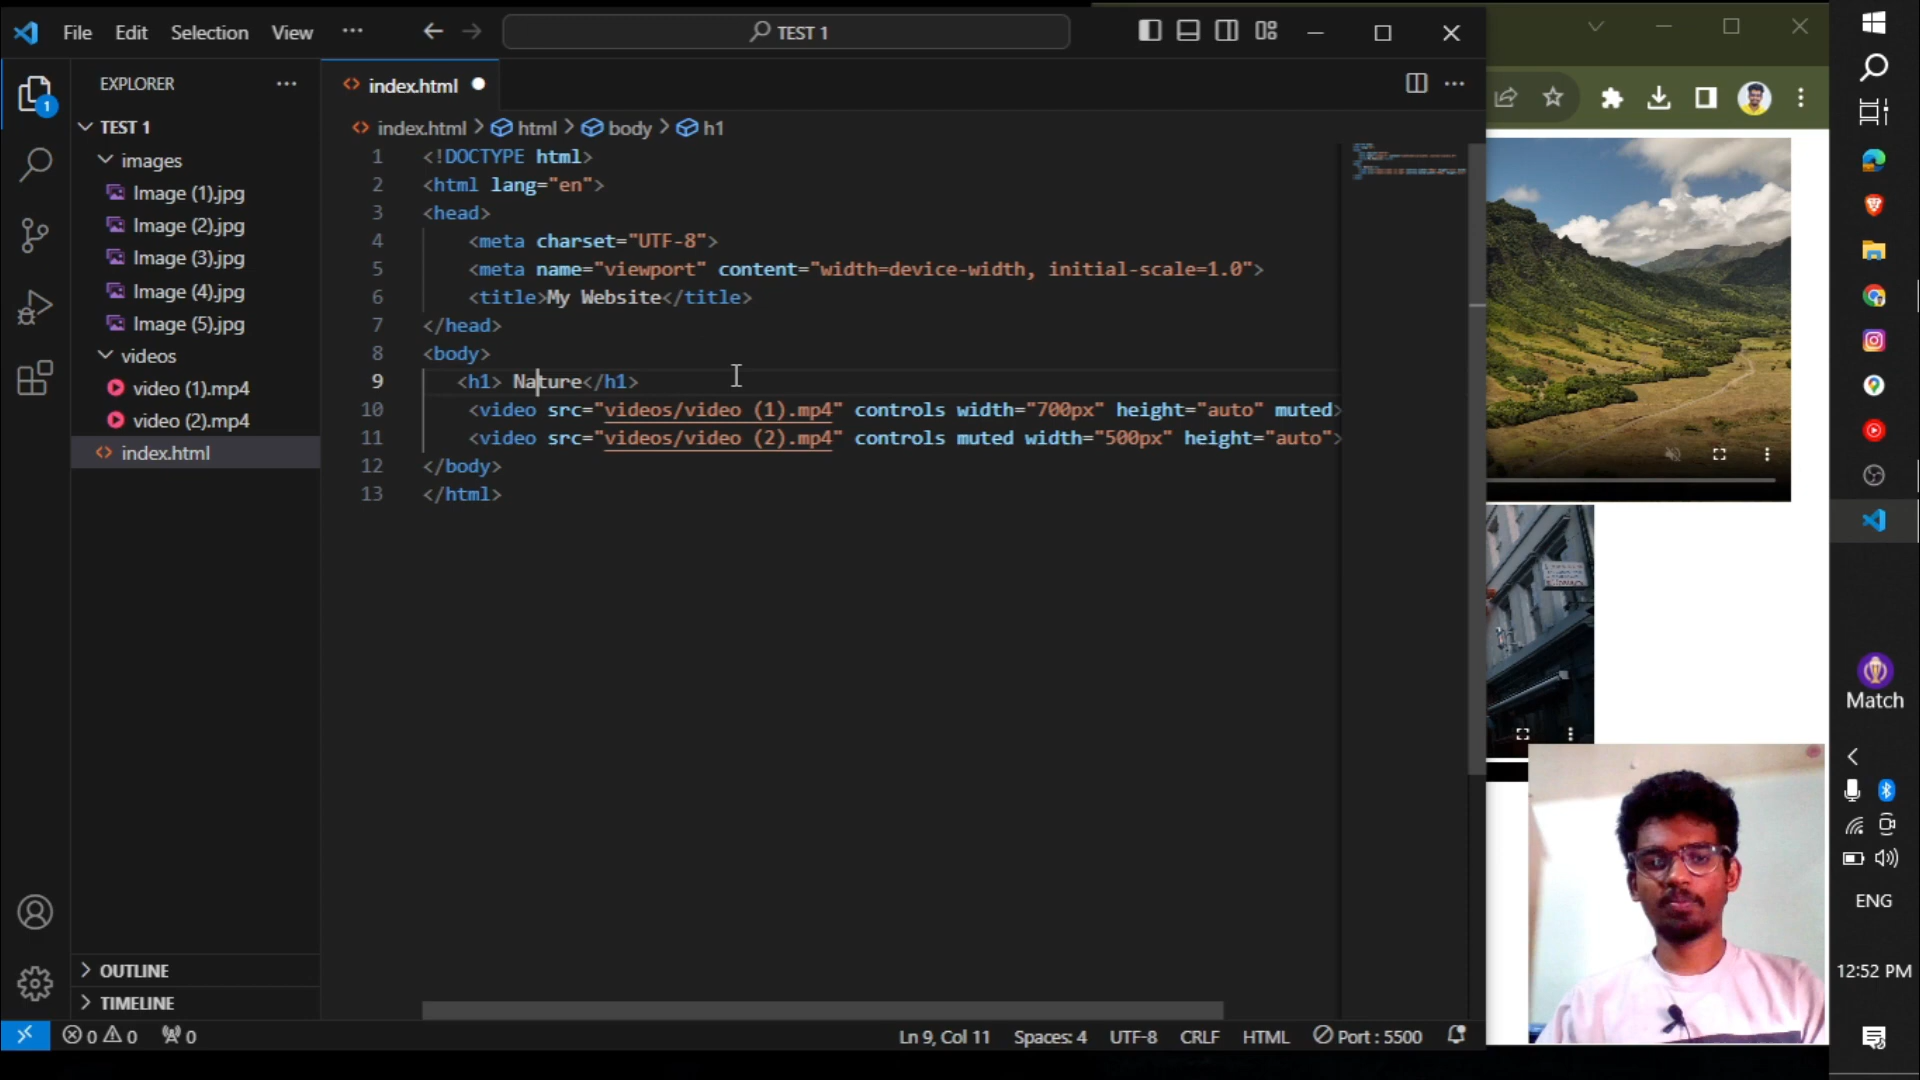 File Edit Selection View
TEST 1
EXPLORER
TEST 1
images
Image (1).jpg
Image (2).jpg
Image (3).jpg
Image (4).jpg
Image (5).jpg
videos
video (1).mp4
video (2).mp4
index.html
OUTLINE
TIMELINE
index.html
index.html > html > body > h1
1 <!DOCTYPE html>
2 <html lang="en">
3 <head>
4 <meta charset="UTF-8">
5 <meta name="viewport" content="width=device-width, initial-scale=1.0">
6 <title>My Website</title>
7 </head>
8 <body>
9 <h1> Nature</h1>
10 <video src="videos/video (1).mp4" controls width="700px" height="auto" muted>
11 <video src="videos/video (2).mp4" controls muted width="500px" height="auto">
12 </body>
13 </html>
1
0 0 0
Ln 9, Col 11 Spaces: 4 UTF-8 CRLF HTML Port : 5500
Match
ENG
12:52 PM